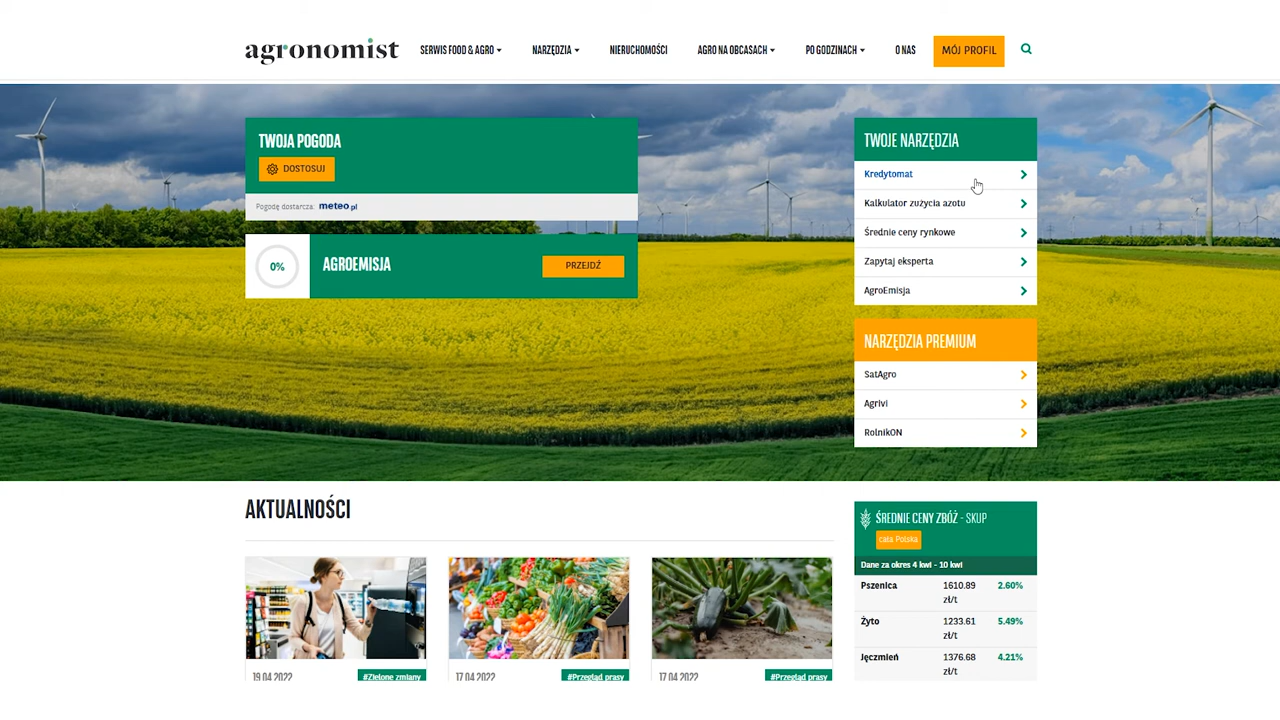 agronomist
SERWIS FOOD & AGRO
NARZĘDZIA
NIERUCHOMOŚCI
AGRO NA OBCASACH
PO GODZINACH
O NAS
MÓJ PROFIL
TWOJA POGODA
DOSTOSUJ
Pogodę dostarcza: meteo.pl
0%
AGROEMISJA
PRZEJDŹ
TWOJE NARZĘDZIA
Kredytomat
Kalkulator zużycia azotu
Średnie ceny rynkowe
Zapytaj eksperta
AgroEmisja
NARZĘDZIA PREMIUM
SatAgro
Agrivi
RolnikON
AKTUALNOŚCI
19.04.2022
#Zielone zmiany
17.04.2022
#Przegląd prasy
17.04.2022
#Przegląd prasy
ŚREDNIE CENY ZBÓŻ - SKUP
cała Polska
Dane za okres 4 kwi - 10 kwi
Pszenica 1610.89 2.60%
zł/t
Żyto 1233.61 5.49%
zł/t
Jęczmień 1376.68 4.21%
zł/t